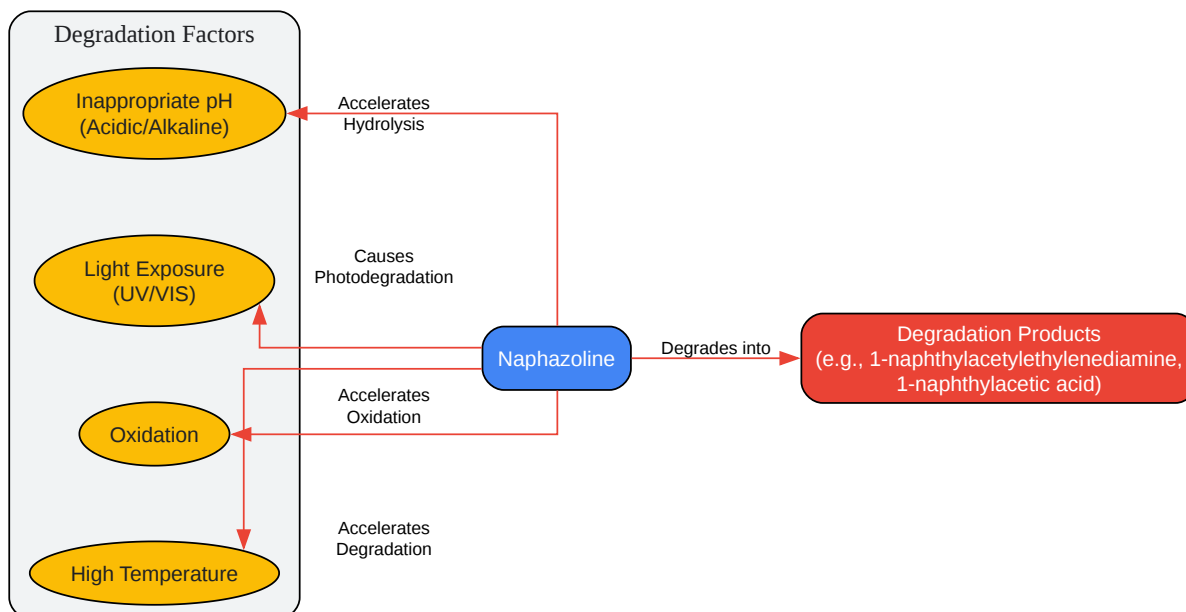 Degradation Factors
Inappropriate pH
(Acidic/Alkaline)
Accelerates
Hydrolysis
Light Exposure
(UV/VIS)
Causes
Photodegradation
Naphazoline
Degrades into
Degradation Products
(e.g., 1-naphthylacetylethylenediamine,
1-naphthylacetic acid)
Oxidation
Accelerates
Oxidation
High Temperature
Accelerates
Degradation